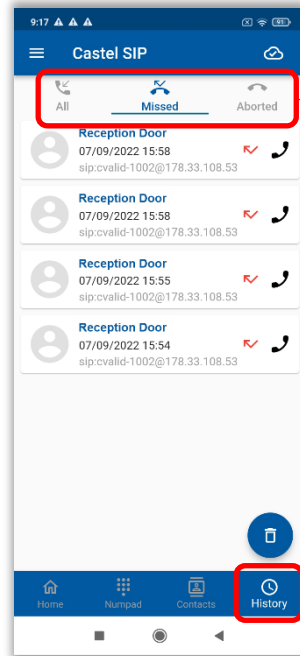 9:17
Castel SIP
All Missed Aborted
Reception Door
07/09/2022 15:58
sip:cvalid-1002@178.33.108.53
Reception Door
07/09/2022 15:58
sip:cvalid-1002@178.33.108.53
Reception Door
07/09/2022 15:55
sip:cvalid-1002@178.33.108.53
Reception Door
07/09/2022 15:54
sip:cvalid-1002@178.33.108.53
Home Numpad Contacts History